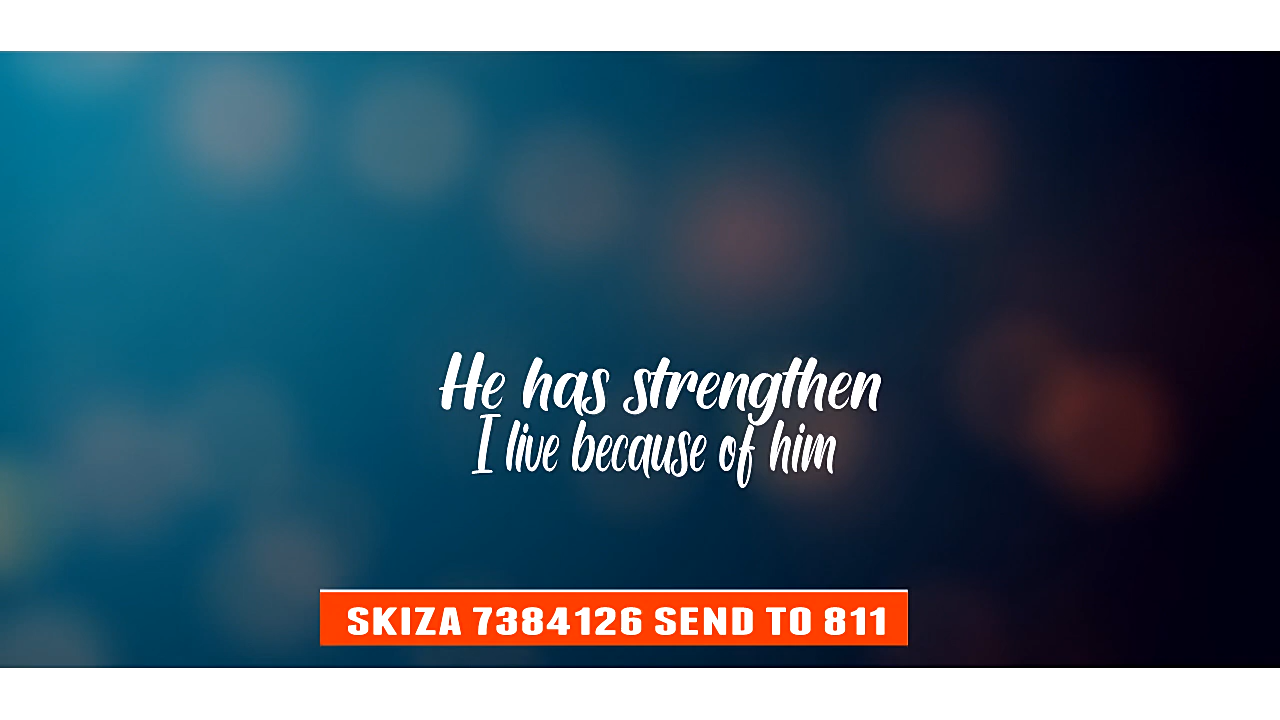 He has strengthen
I live because of him
SKIZA 7384126 SEND TO 811